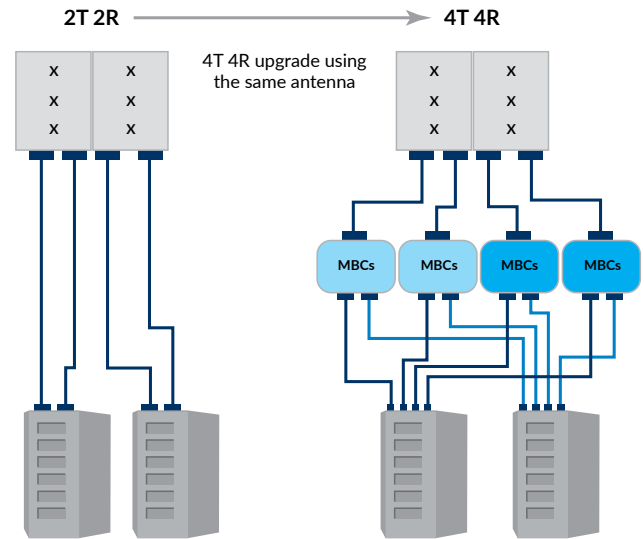 2T 2R
4T 4R
4T 4R upgrade using
the same antenna
X X
X X
X X
X X
X X
X X
MBCs MBCs MBCs MBCs